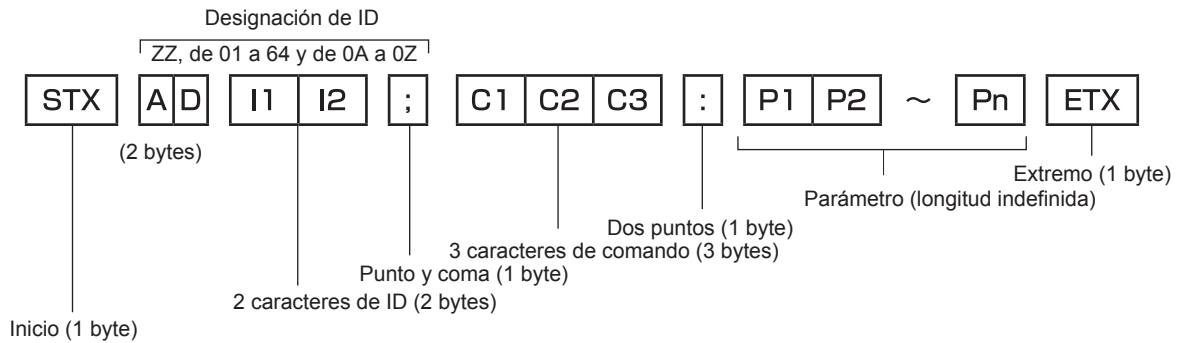 Designación de ID
ZZ, de 01 a 64 y de 0A a 0Z
STX A D I1 I2 ; C1 C2 C3 : P1 P2 ～ Pn ETX
(2 bytes)
Extremo (1 byte)
Parámetro (longitud indefinida)
Dos puntos (1 byte)
3 caracteres de comando (3 bytes)
Punto y coma (1 byte)
2 caracteres de ID (2 bytes)
Inicio (1 byte)